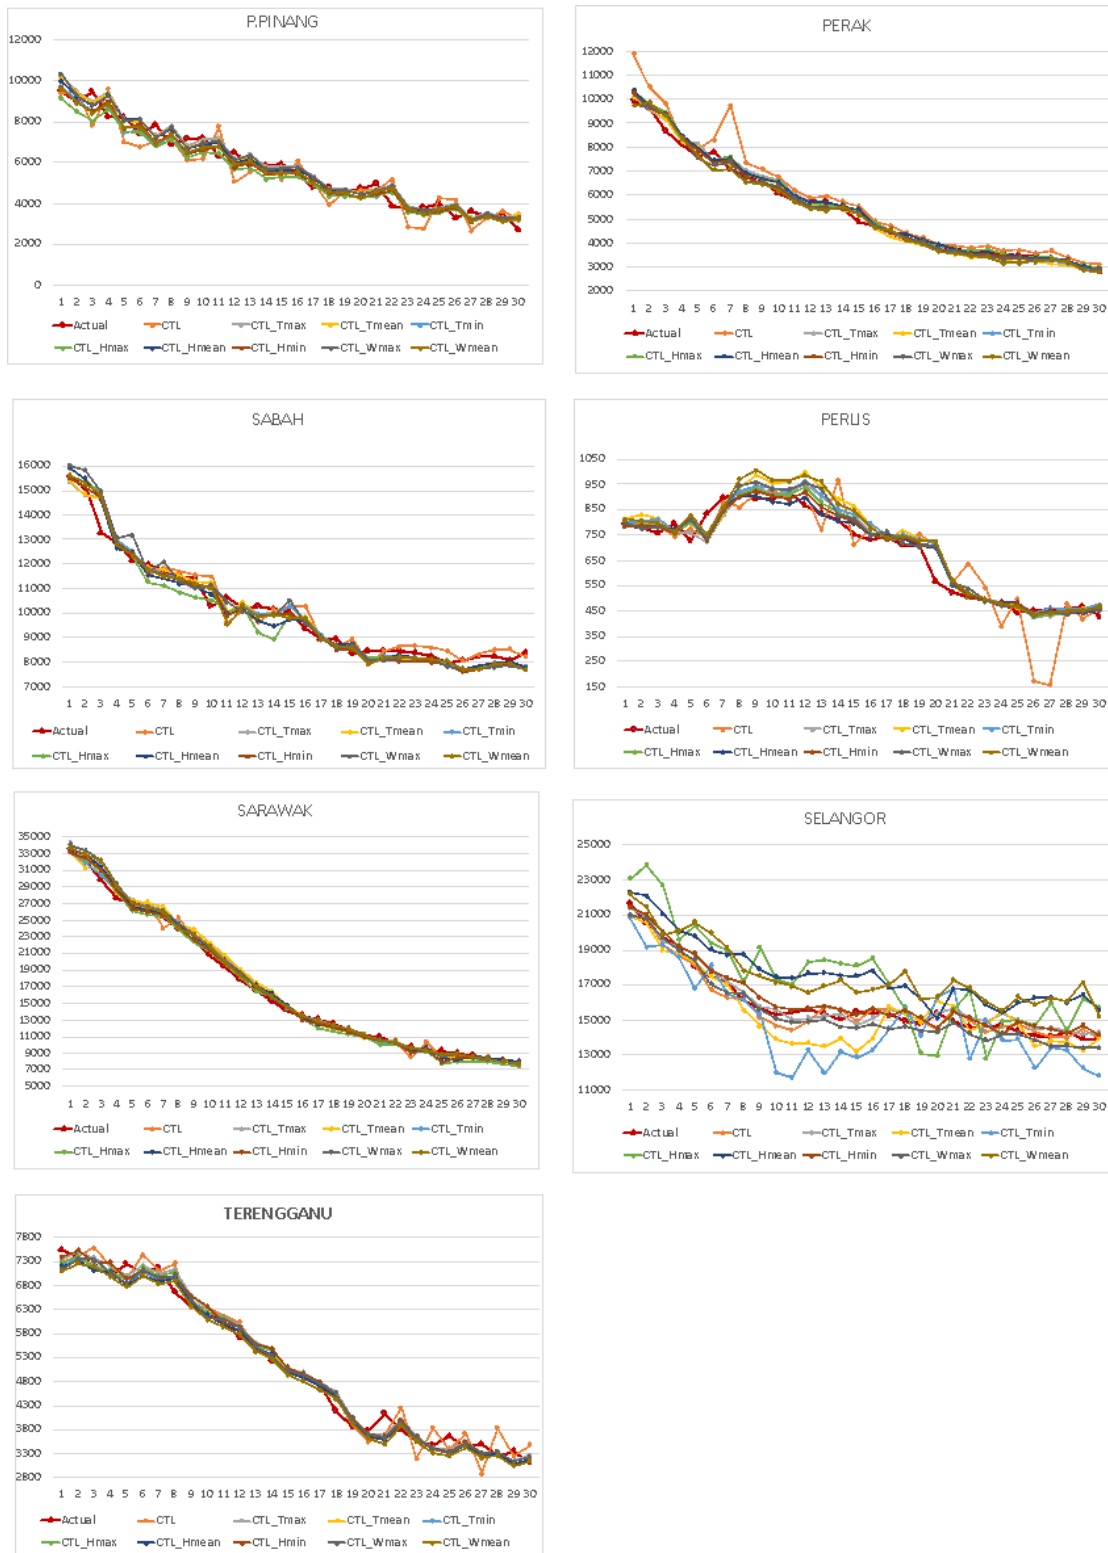 P.PINANG
12000
10000
8000
6000
4000
2000
0
1 2 3 4 5 6 7 8 9 10 11 12 13 14 15 16 17 18 19 20 21 22 23 24 25 26 27 28 29 30
Actual CTL CTL_Tmax CTL_Tmean CTL_Tmin
CTL_Hmax CTL_Hmean CTL_Hmin CTL_Wmax CTL_Wmean
PERAK
12000
11000
10000
9000
8000
7000
6000
5000
4000
3000
2000
1 2 3 4 5 6 7 8 9 10 11 12 13 14 15 16 17 18 19 20 21 22 23 24 25 26 27 28 29 30
Actual CTL CTL_Tmax CTL_Tmean CTL_Tmin
CTL_Hmax CTL_Hmean CTL_Hmin CTL_Wmax CTL_Wmean
SABAH
16000
15000
14000
13000
12000
11000
10000
9000
8000
7000
1 2 3 4 5 6 7 8 9 10 11 12 13 14 15 16 17 18 19 20 21 22 23 24 25 26 27 28 29 30
Actual CTL CTL_Tmax CTL_Tmean CTL_Tmin
CTL_Hmax CTL_Hmean CTL_Hmin CTL_Wmax CTL_Wmean
PERLIS
1050
950
850
750
650
550
450
350
250
150
1 2 3 4 5 6 7 8 9 10 11 12 13 14 15 16 17 18 19 20 21 22 23 24 25 26 27 28 29 30
Actual CTL CTL_Tmax CTL_Tmean CTL_Tmin
CTL_Hmax CTL_Hmean CTL_Hmin CTL_Wmax CTL_Wmean
SARAWAK
35000
33000
31000
29000
27000
25000
23000
21000
19000
17000
15000
13000
11000
9000
7000
5000
1 2 3 4 5 6 7 8 9 10 11 12 13 14 15 16 17 18 19 20 21 22 23 24 25 26 27 28 29 30
Actual CTL CTL_Tmax CTL_Tmean CTL_Tmin
CTL_Hmax CTL_Hmean CTL_Hmin CTL_Wmax CTL_Wmean
SELANGOR
25000
23000
21000
19000
17000
15000
13000
11000
1 2 3 4 5 6 7 8 9 10 11 12 13 14 15 16 17 18 19 20 21 22 23 24 25 26 27 28 29 30
Actual CTL CTL_Tmax CTL_Tmean CTL_Tmin
CTL_Hmax CTL_Hmean CTL_Hmin CTL_Wmax CTL_Wmean
TERENGGANU
7800
7300
6800
6300
5800
5300
4800
4300
3800
3300
2800
1 2 3 4 5 6 7 8 9 10 11 12 13 14 15 16 17 18 19 20 21 22 23 24 25 26 27 28 29 30
Actual CTL CTL_Tmax CTL_Tmean CTL_Tmin
CTL_Hmax CTL_Hmean CTL_Hmin CTL_Wmax CTL_Wmean